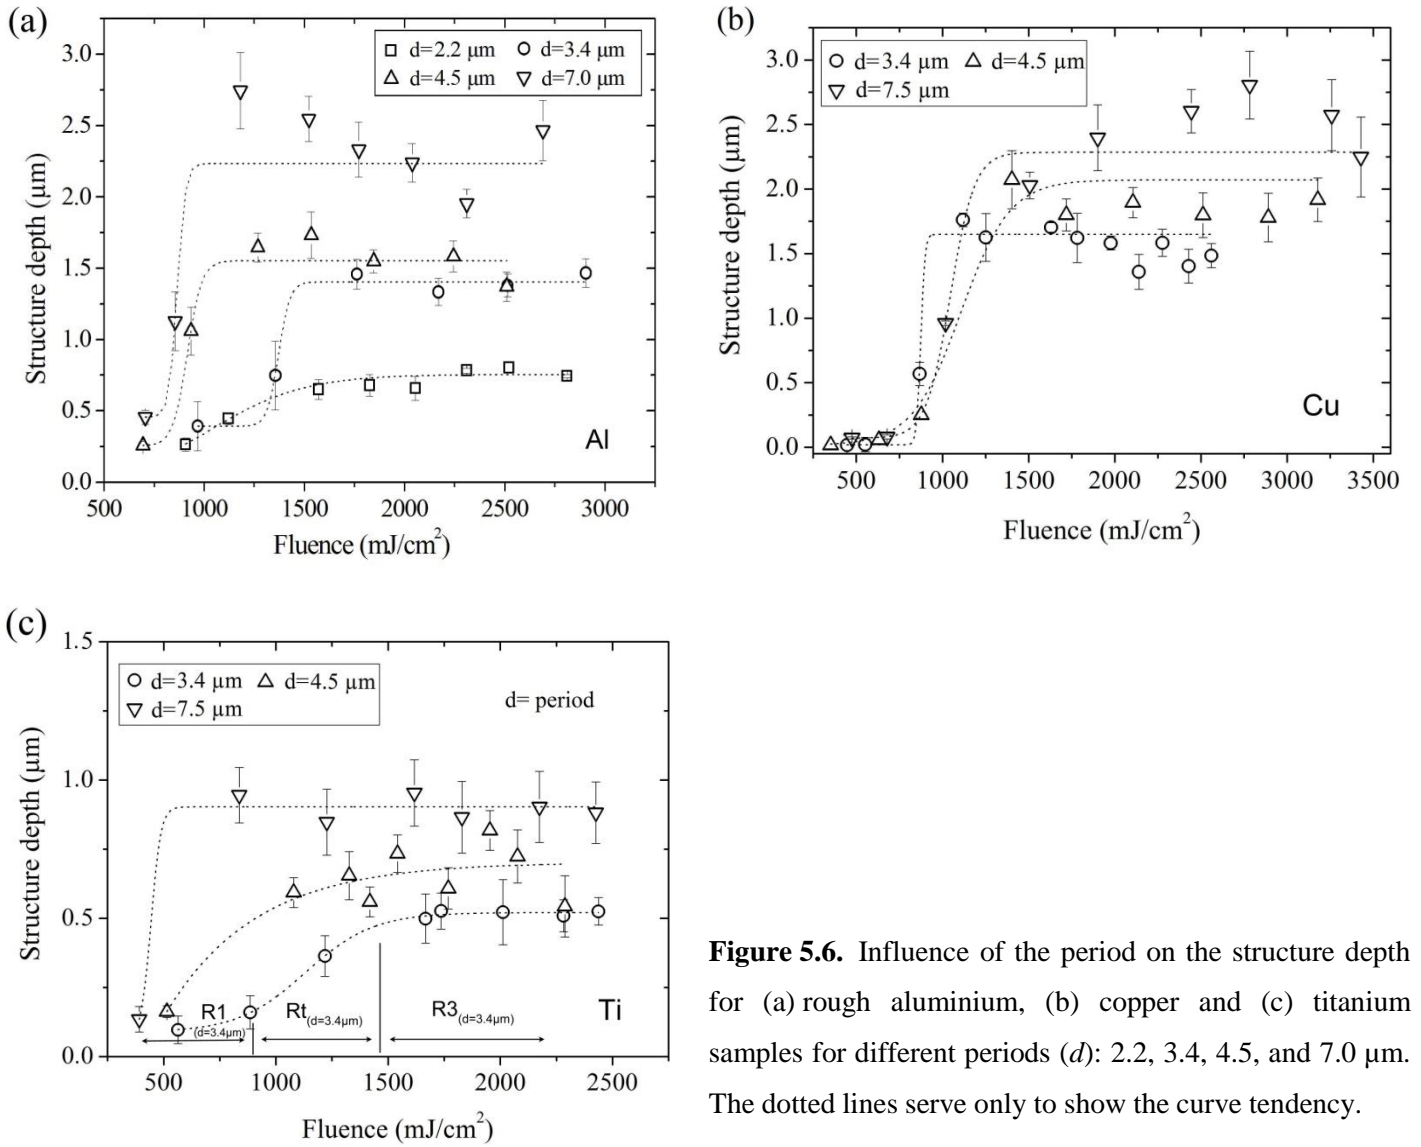 (a)
3.0
2.5
2.0
1.5
1.0
0.5
0.0
Structure depth (µm)
d=2.2 µm d=3.4 µm
d=4.5 µm d=7.0 µm
Al
500 1000 1500 2000 2500 3000
Fluence (mJ/cm²)
(b)
3.0
2.5
2.0
1.5
1.0
0.5
0.0
Structure depth (µm)
d=3.4 µm d=4.5 µm
d=7.5 µm
Cu
500 1000 1500 2000 2500 3000 3500
Fluence (mJ/cm²)
(c)
1.5
1.0
0.5
0.0
Structure depth (µm)
d=3.4 µm d=4.5 µm
d=7.5 µm
d= period
R1(d=3.4µm) Rt(d=3.4µm) R3(d=3.4µm)
Ti
500 1000 1500 2000 2500
Fluence (mJ/cm²)
Figure 5.6. Influence of the period on the structure depth
for (a) rough aluminium, (b) copper and (c) titanium
samples for different periods (d): 2.2, 3.4, 4.5, and 7.0 µm.
The dotted lines serve only to show the curve tendency.